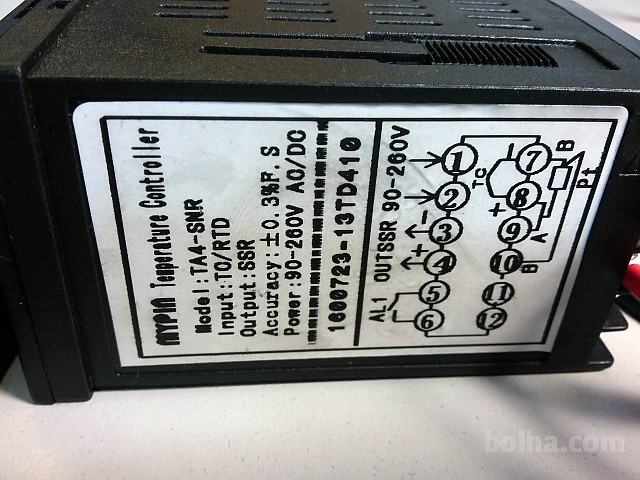 MYPIN Temperature Controller
Model:TA4-SNR
Input:TC/RTD
Output:SSR
Accuracy:±0.3%F.S
Power:90-260V AC/DC
1600723-13TD410
AL1 OUTSSR 90-260V
1 7 B
TC Pt
2 + 8
- 3 9 A
+ 4 10 B
5 11
6 12
bolha.com